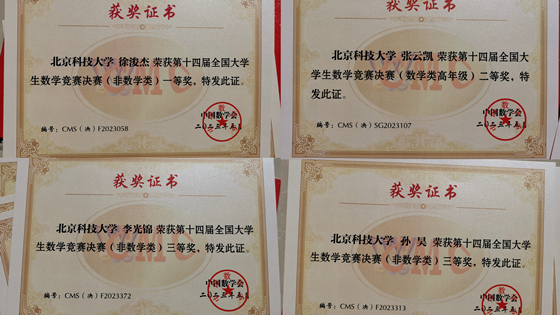 获奖证书
北京科技大学 徐浚杰 荣获第十四届全国大学
生数学竞赛决赛（非数学类）一等奖，特发此证。
中国数学会
编号：CMS（决）F2023058
获奖证书
北京科技大学 张云凯 荣获第十四届全国大
学生数学竞赛决赛（数学类高年级）二等奖，特
发此证。
中国数学会
编号：CMS（决）SG2023107
获奖证书
北京科技大学 李光锦 荣获第十四届全国大学
生数学竞赛决赛（非数学类）三等奖，特发此证。
中国数学会
编号：CMS（决）F2023372
获奖证书
北京科技大学 孙 昊 荣获第十四届全国大学
生数学竞赛决赛（非数学类）三等奖，特发此证。
中国数学会
编号：CMS（决）F2023313